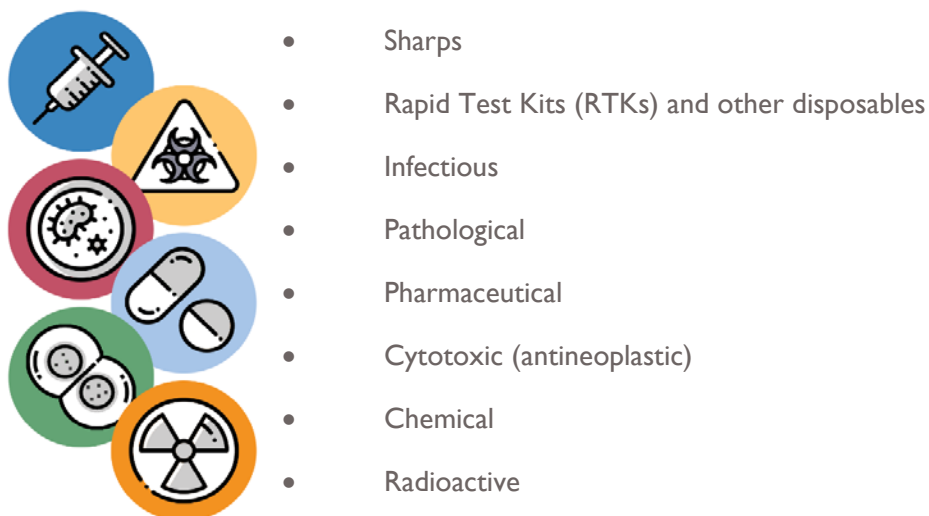 • Sharps
• Rapid Test Kits (RTKs) and other disposables
• Infectious
• Pathological
• Pharmaceutical
• Cytotoxic (antineoplastic)
• Chemical
• Radioactive